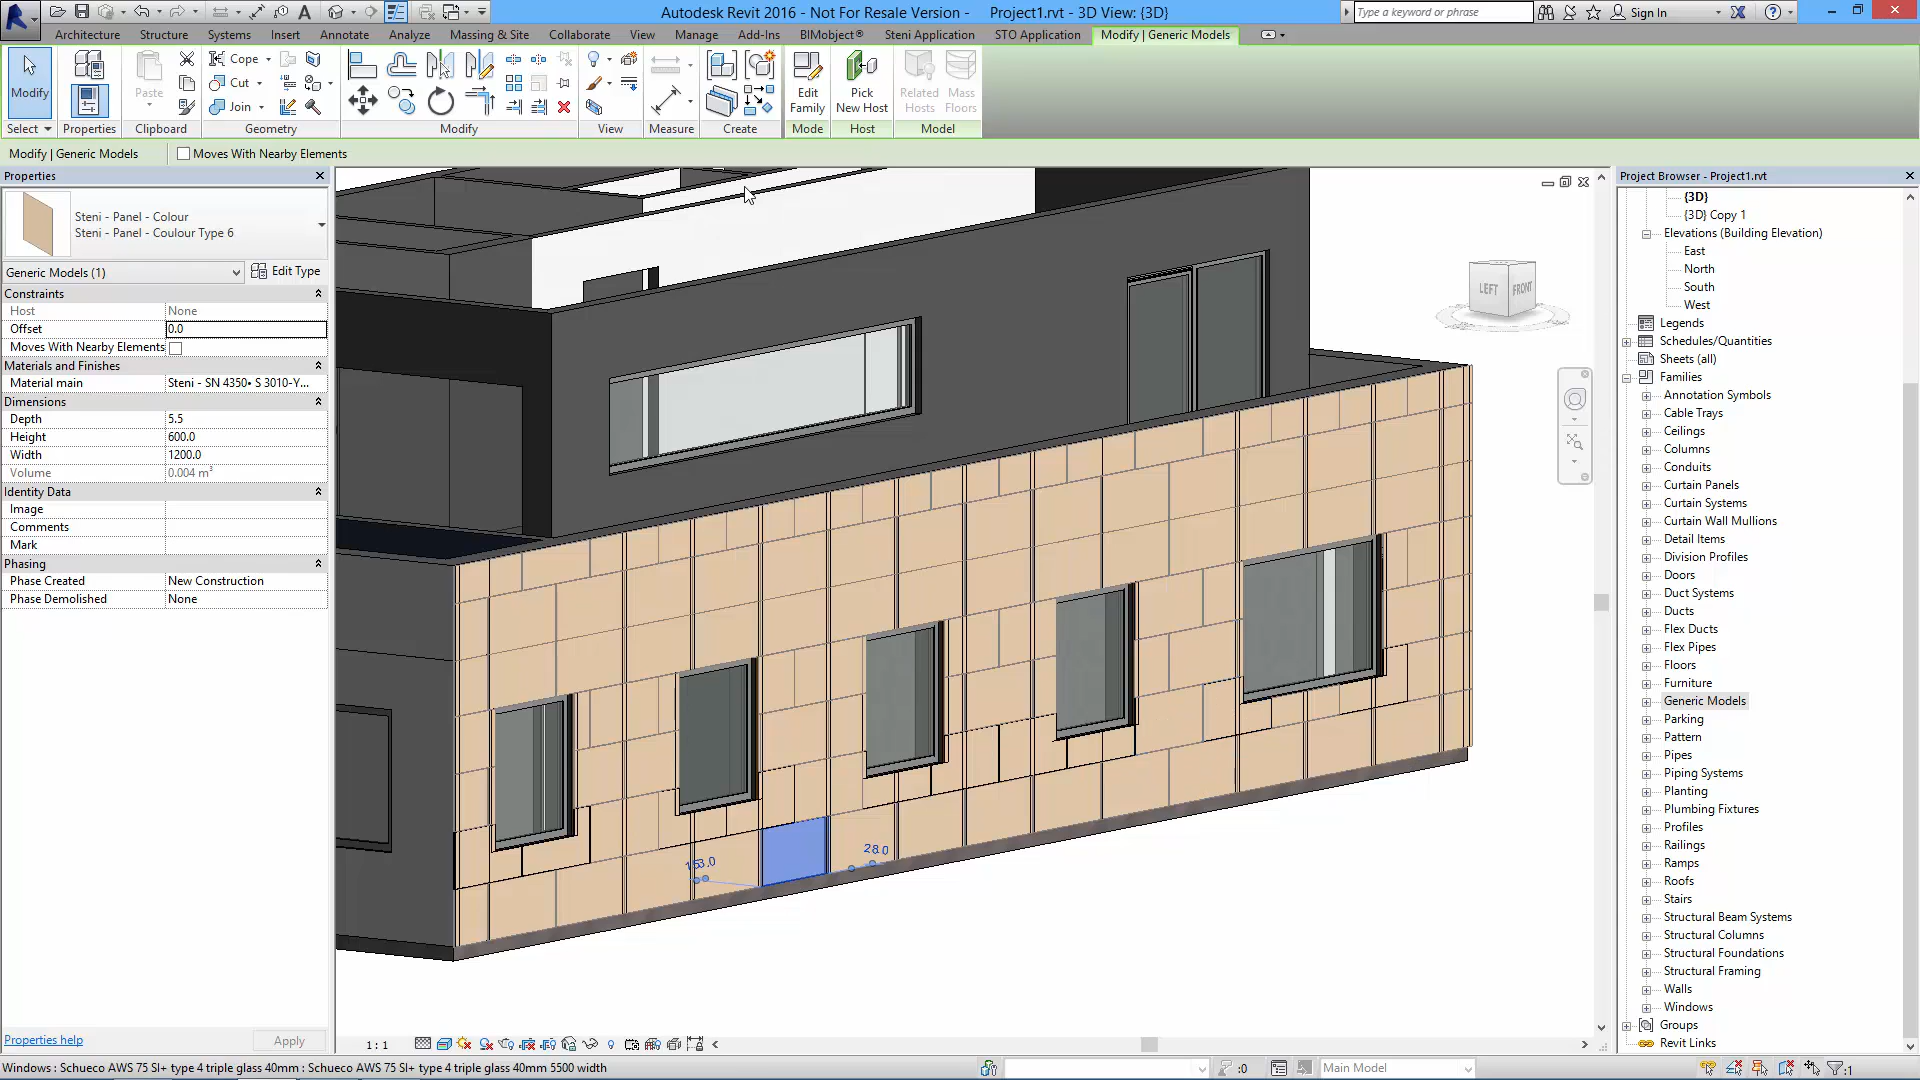 Autodesk Revit 2016 - Not For Resale Version - Project1.rvt - 3D View: {3D}
Type a keyword or phrase
Sign In
Architecture Structure Systems Insert Annotate Analyze Massing & Site Collaborate View Manage Add-Ins BIMobject® Steni Application STO Application Modify | Generic Models
Modify
Paste
Cope
Cut
Join
Edit Family
Pick New Host
Related Hosts
Mass Floors
Select Properties Clipboard Geometry Modify View Measure Create Mode Host Model
Modify | Generic Models
Moves With Nearby Elements
Properties
Steni - Panel - Colour
Steni - Panel - Coulour Type 6
Generic Models (1)
Edit Type
Constraints
Host None
Offset 0.0
Moves With Nearby Elements
Materials and Finishes
Material main Steni - SN 4350• S 3010-Y...
Dimensions
Depth 5.5
Height 600.0
Width 1200.0
Volume 0.004 m³
Identity Data
Image
Comments
Mark
Phasing
Phase Created New Construction
Phase Demolished None
Properties help
Apply
LEFT FRONT
28.0
1 : 1
Project Browser - Project1.rvt
{3D}
{3D} Copy 1
Elevations (Building Elevation)
East
North
South
West
Legends
Schedules/Quantities
Sheets (all)
Families
Annotation Symbols
Cable Trays
Ceilings
Columns
Conduits
Curtain Panels
Curtain Systems
Curtain Wall Mullions
Detail Items
Division Profiles
Doors
Duct Systems
Ducts
Flex Ducts
Flex Pipes
Floors
Furniture
Generic Models
Parking
Pattern
Pipes
Piping Systems
Planting
Plumbing Fixtures
Profiles
Railings
Ramps
Roofs
Stairs
Structural Beam Systems
Structural Columns
Structural Foundations
Structural Framing
Walls
Windows
Groups
Revit Links
Windows : Schueco AWS 75 SI+ type 4 triple glass 40mm : Schueco AWS 75 SI+ type 4 triple glass 40mm 5500 width
:0
Main Model
:1